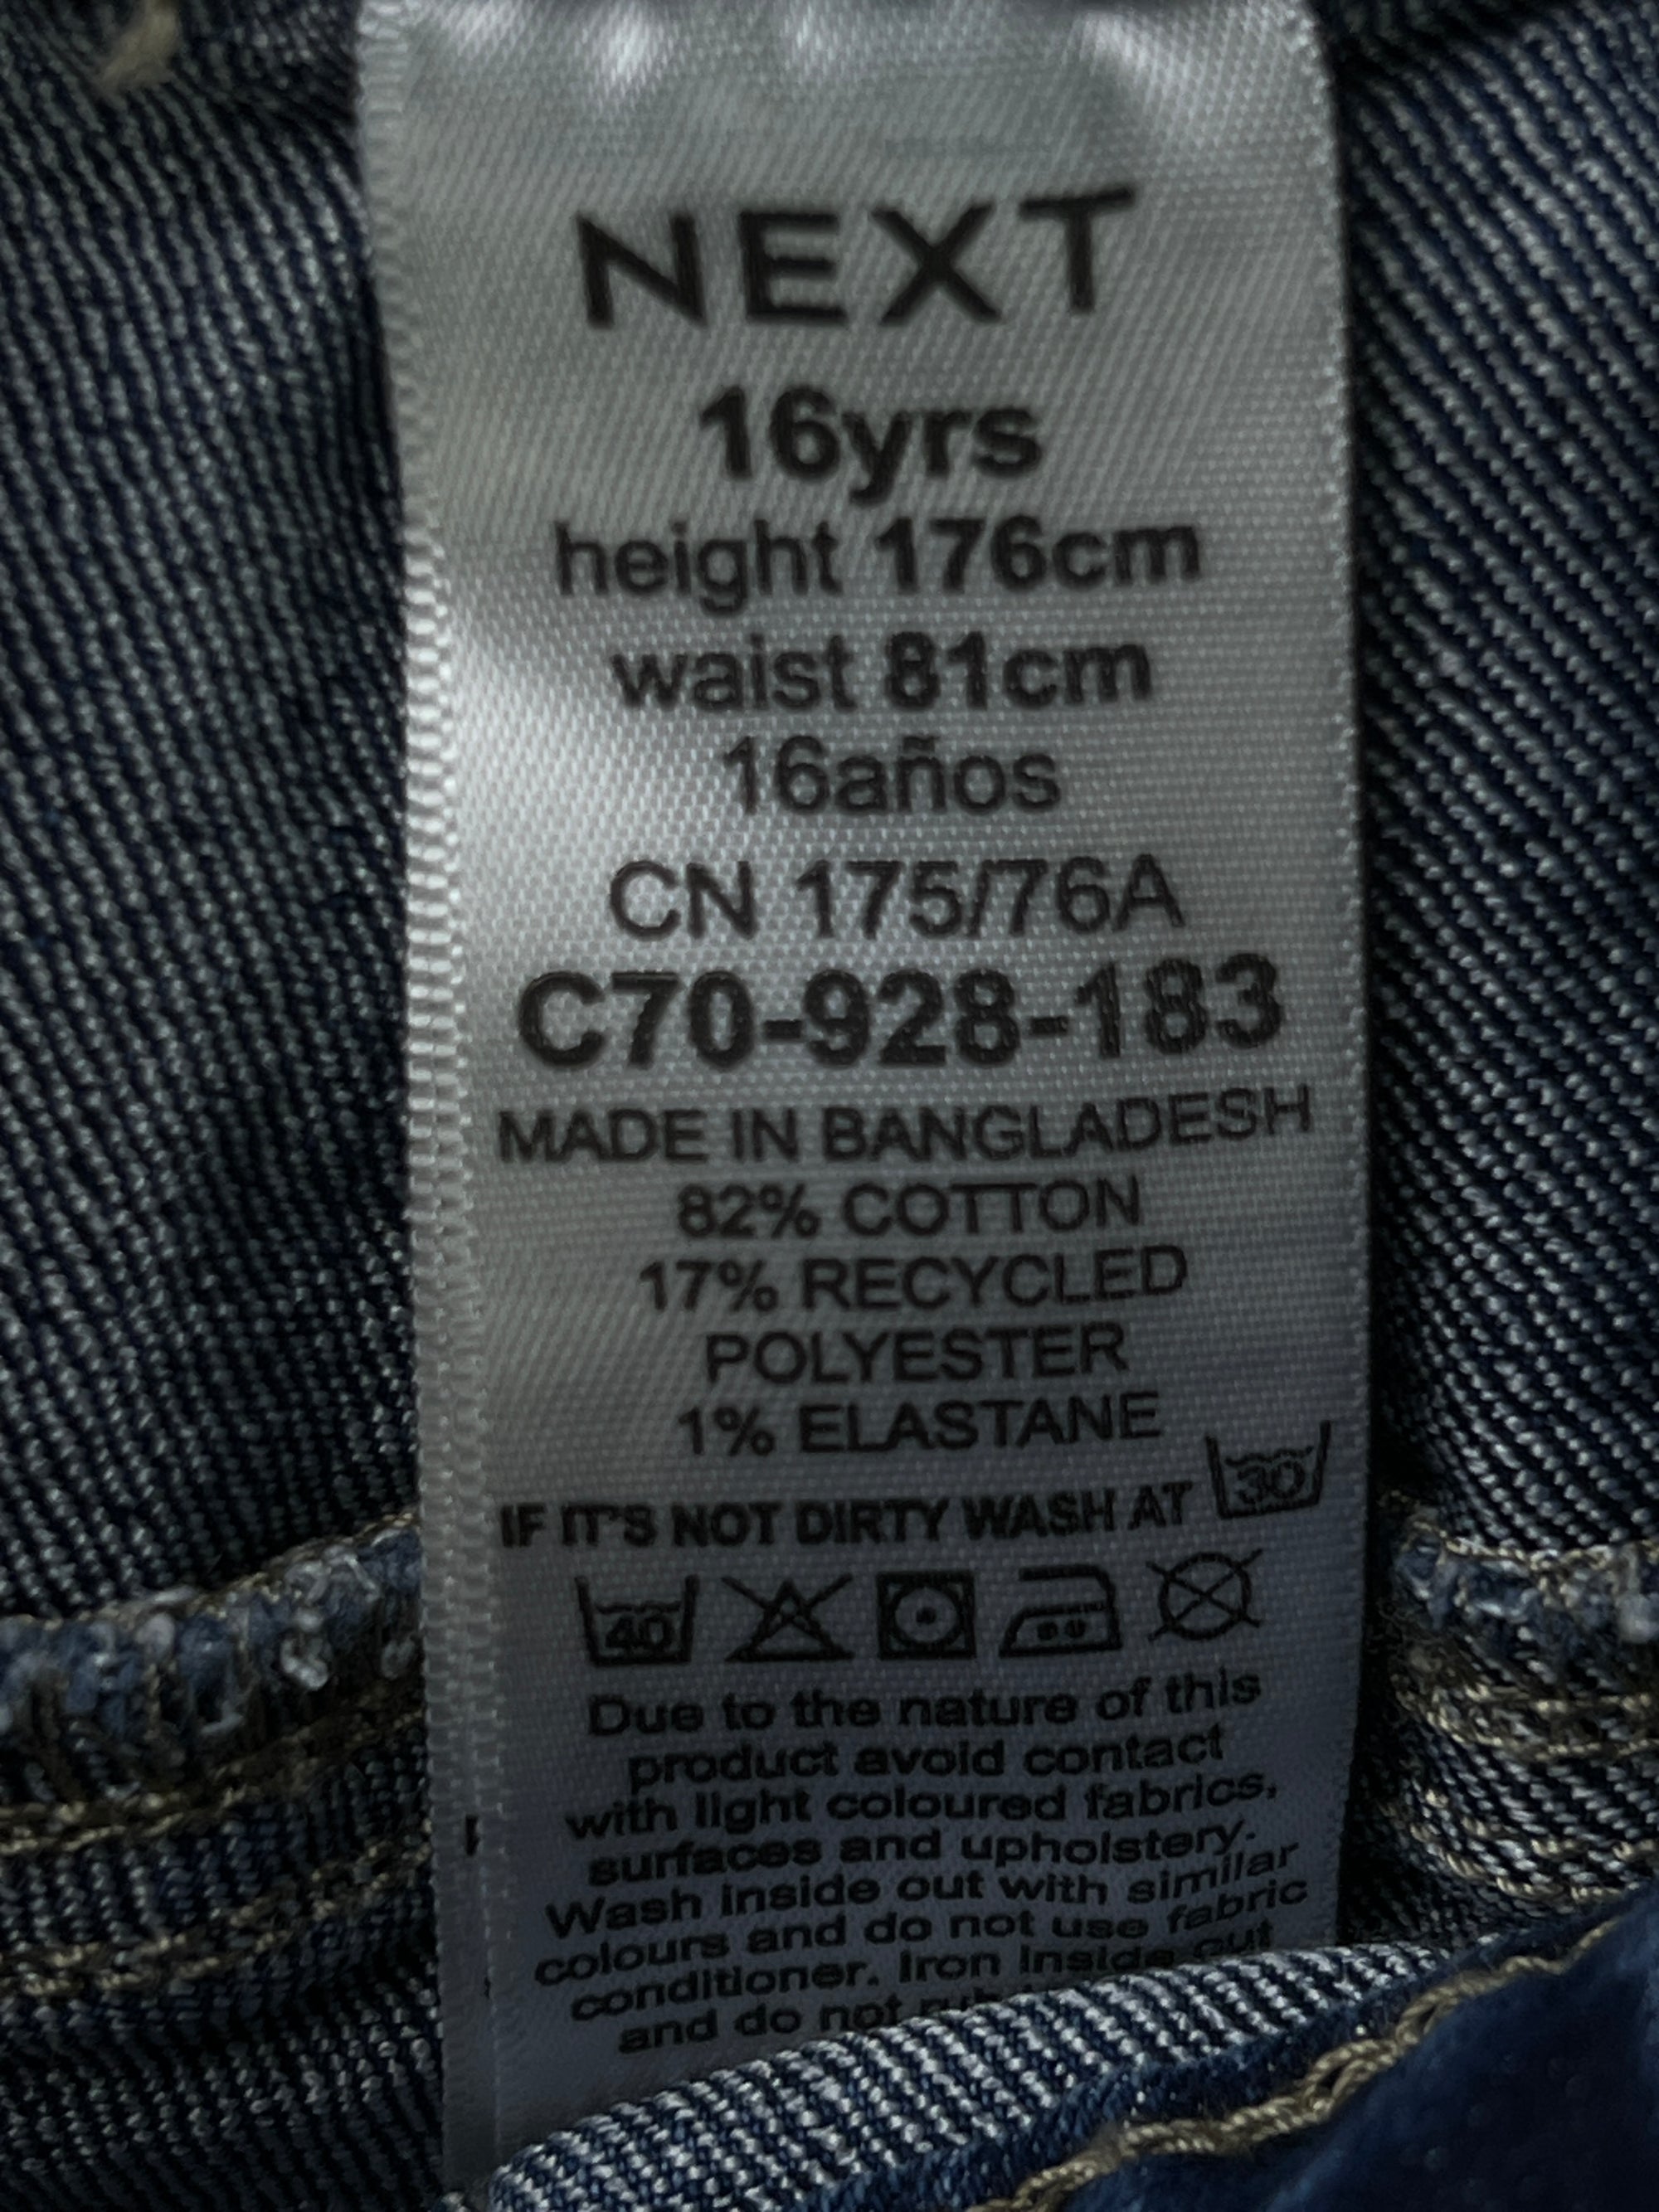 NEXT
16yrs
height 176cm
waist 81cm
16años
CN 175/76A
C70-928-183
MADE IN BANGLADESH
82% COTTON
17% RECYCLED
POLYESTER
1% ELASTANE
IF IT'S NOT DIRTY WASH AT 30
40
Due to the nature of this
product avoid contact
with light coloured fabrics,
surfaces and upholstery.
Wash inside out with similar
colours and do not use fabric
conditioner. Iron inside out
and do not